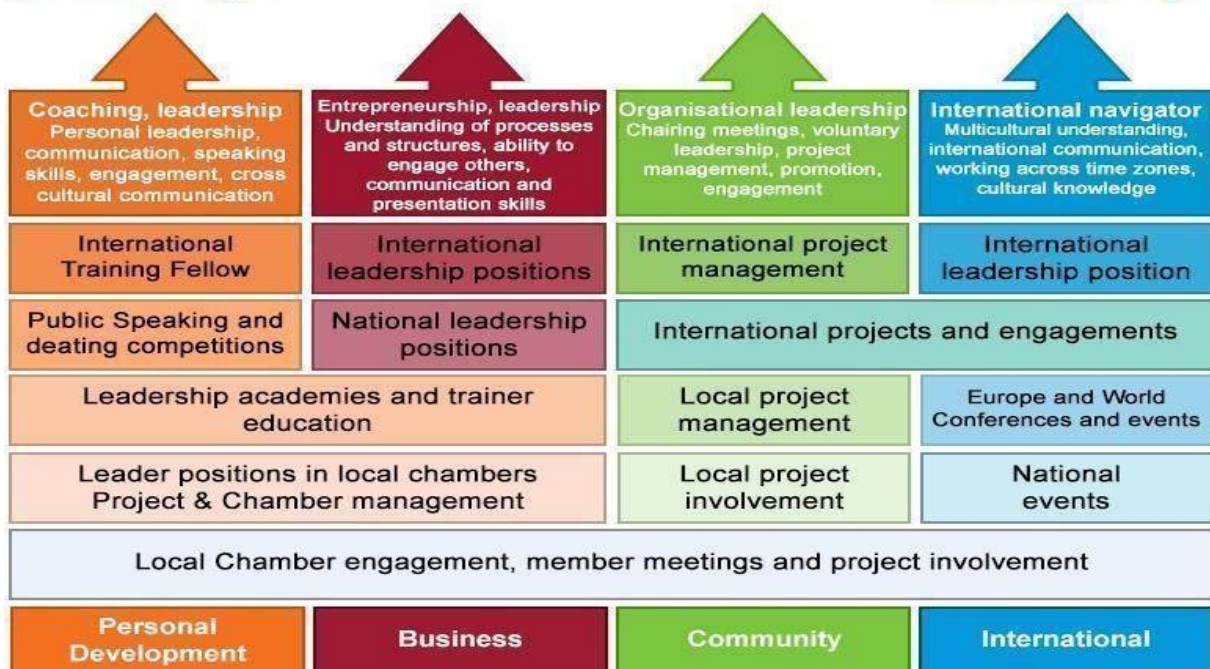 Coaching, leadership
Personal leadership,
communication, speaking
skills, engagement, cross
cultural communication
Entrepreneurship, leadership
Understanding of processes
and structures, ability to
engage others,
communication and
presentation skills
Organisational leadership
Chairing meetings, voluntary
leadership, project
management, promotion,
engagement
International navigator
Multicultural understanding,
international communication,
working across time zones,
cultural knowledge
International
Training Fellow
International
leadership positions
International project
management
International
leadership position
Public Speaking and
deating competitions
National leadership
positions
International projects and engagements
Leadership academies and trainer
education
Local project
management
Europe and World
Conferences and events
Leader positions in local chambers
Project & Chamber management
Local project
involvement
National
events
Local Chamber engagement, member meetings and project involvement
Personal
Development
Business
Community
International